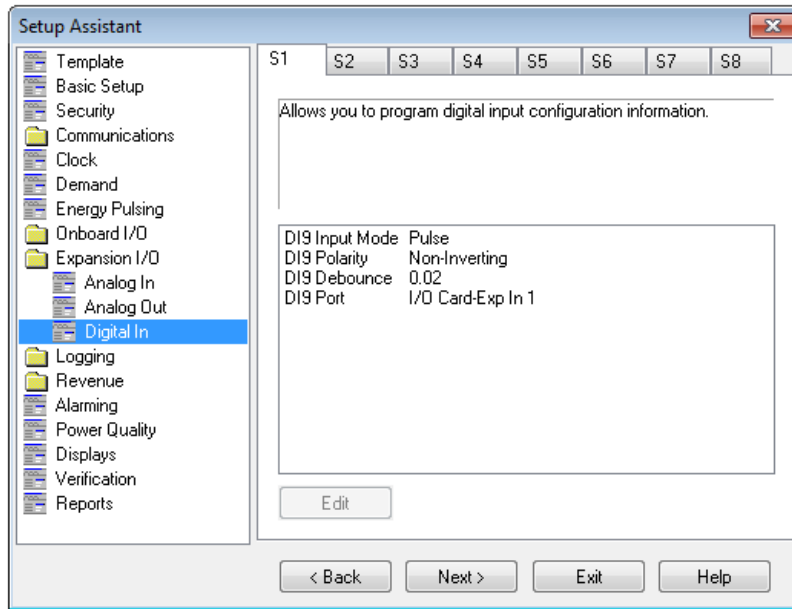 Setup Assistant
Template
Basic Setup
Security
Communications
Clock
Demand
Energy Pulsing
Onboard I/O
Expansion I/O
Analog In
Analog Out
Digital In
Logging
Revenue
Alarming
Power Quality
Displays
Verification
Reports
S1 S2 S3 S4 S5 S6 S7 S8
Allows you to program digital input configuration information.
DI9 Input Mode Pulse
DI9 Polarity Non-Inverting
DI9 Debounce 0.02
DI9 Port I/O Card-Exp In 1
Edit
< Back Next > Exit Help